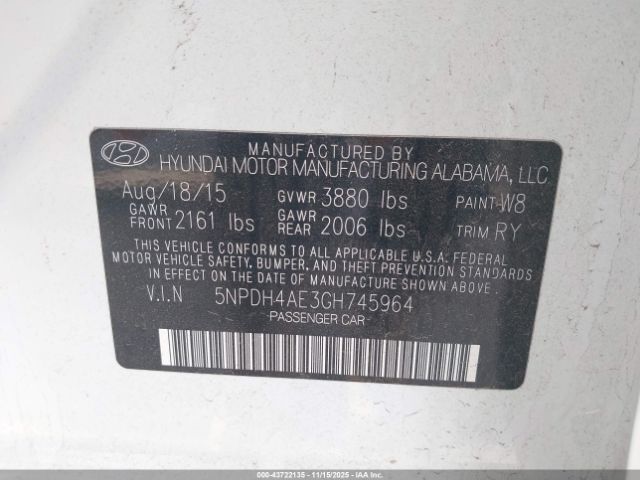 MANUFACTURED BY
HYUNDAI MOTOR MANUFACTURING ALABAMA, LLC
Aug/18/15 GVWR 3880 lbs PAINT W8
GAWR FRONT 2161 lbs GAWR REAR 2006 lbs TRIM RY
THIS VEHICLE CONFORMS TO ALL APPLICABLE U.S.A. FEDERAL
MOTOR VEHICLE SAFETY, BUMPER, AND THEFT PREVENTION STANDARDS
IN EFFECT ON THE DATE OF MANUFACTURE SHOWN ABOVE.
V.I.N 5NPDH4AE3GH745964
-PASSENGER CAR-
© IAA-43722135 - 11/15/2025 - IAAI.COM